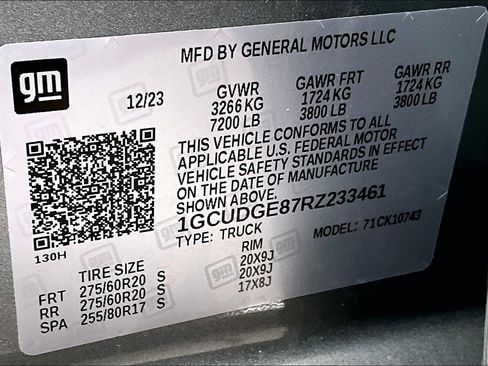 MFD BY GENERAL MOTORS LLC
gm
12/23
GVWR GAWR FRT GAWR RR
3266 KG 1724 KG 1724 KG
7200 LB 3800 LB 3800 LB
THIS VEHICLE CONFORMS TO ALL
APPLICABLE U.S. FEDERAL MOTOR
VEHICLE SAFETY STANDARDS IN EFFECT
ON THE DATE OF MANUFACTURE
SHOWN ABOVE.
1GCUDGE87RZ233461
TYPE: TRUCK MODEL: 71CK10743
130H
TIRE SIZE RIM
FRT 275/60R20 S 20X9J
RR 275/60R20 S 20X9J
SPA 255/80R17 S 17X8J